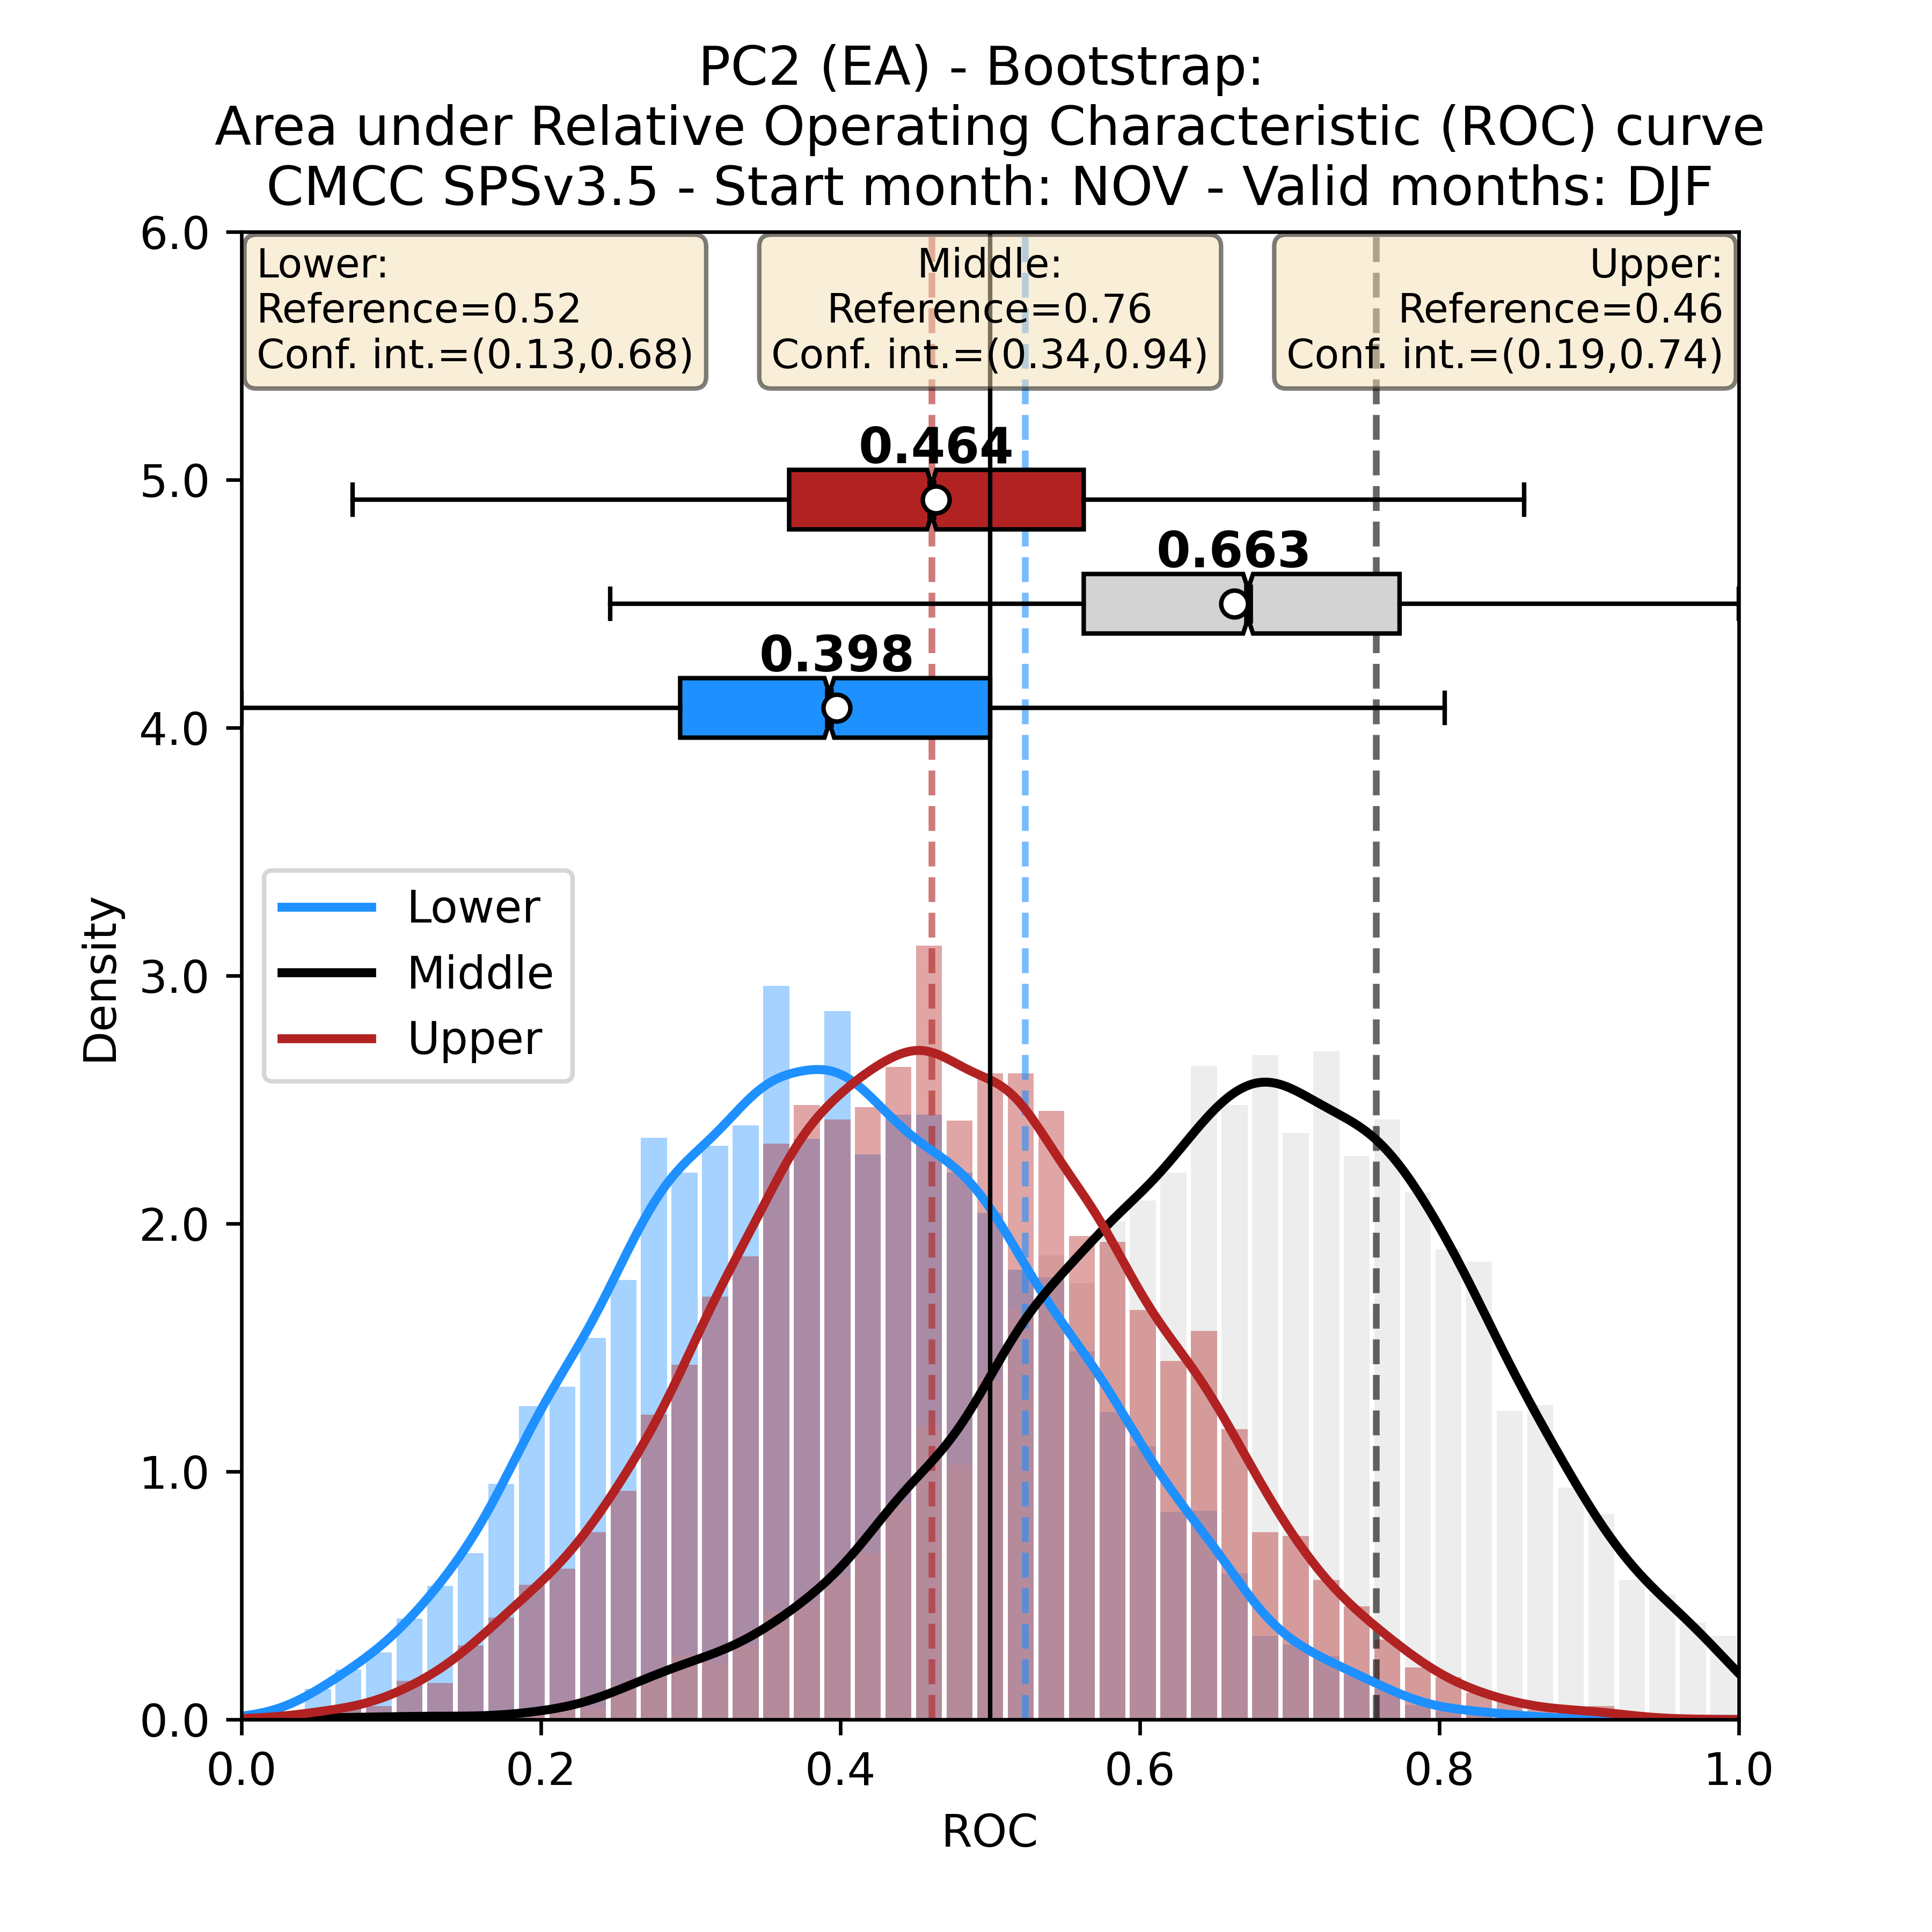 PC2 (EA) - Bootstrap:
Area under Relative Operating Characteristic (ROC) curve
CMCC SPSv3.5 - Start month: NOV - Valid months: DJF
6.0
Lower:
Reference=0.52
Conf. int.=(0.13,0.68)
Middle:
Reference=0.76
Conf. int.=(0.34,0.94)
Upper:
Reference=0.46
Conf. int.=(0.19,0.74)
0.464
5.0
0.663
0.398
4.0
Lower
Middle
Upper
3.0
Density
2.0
1.0
0.0
0.0 0.2 0.4 0.6 0.8 1.0
ROC